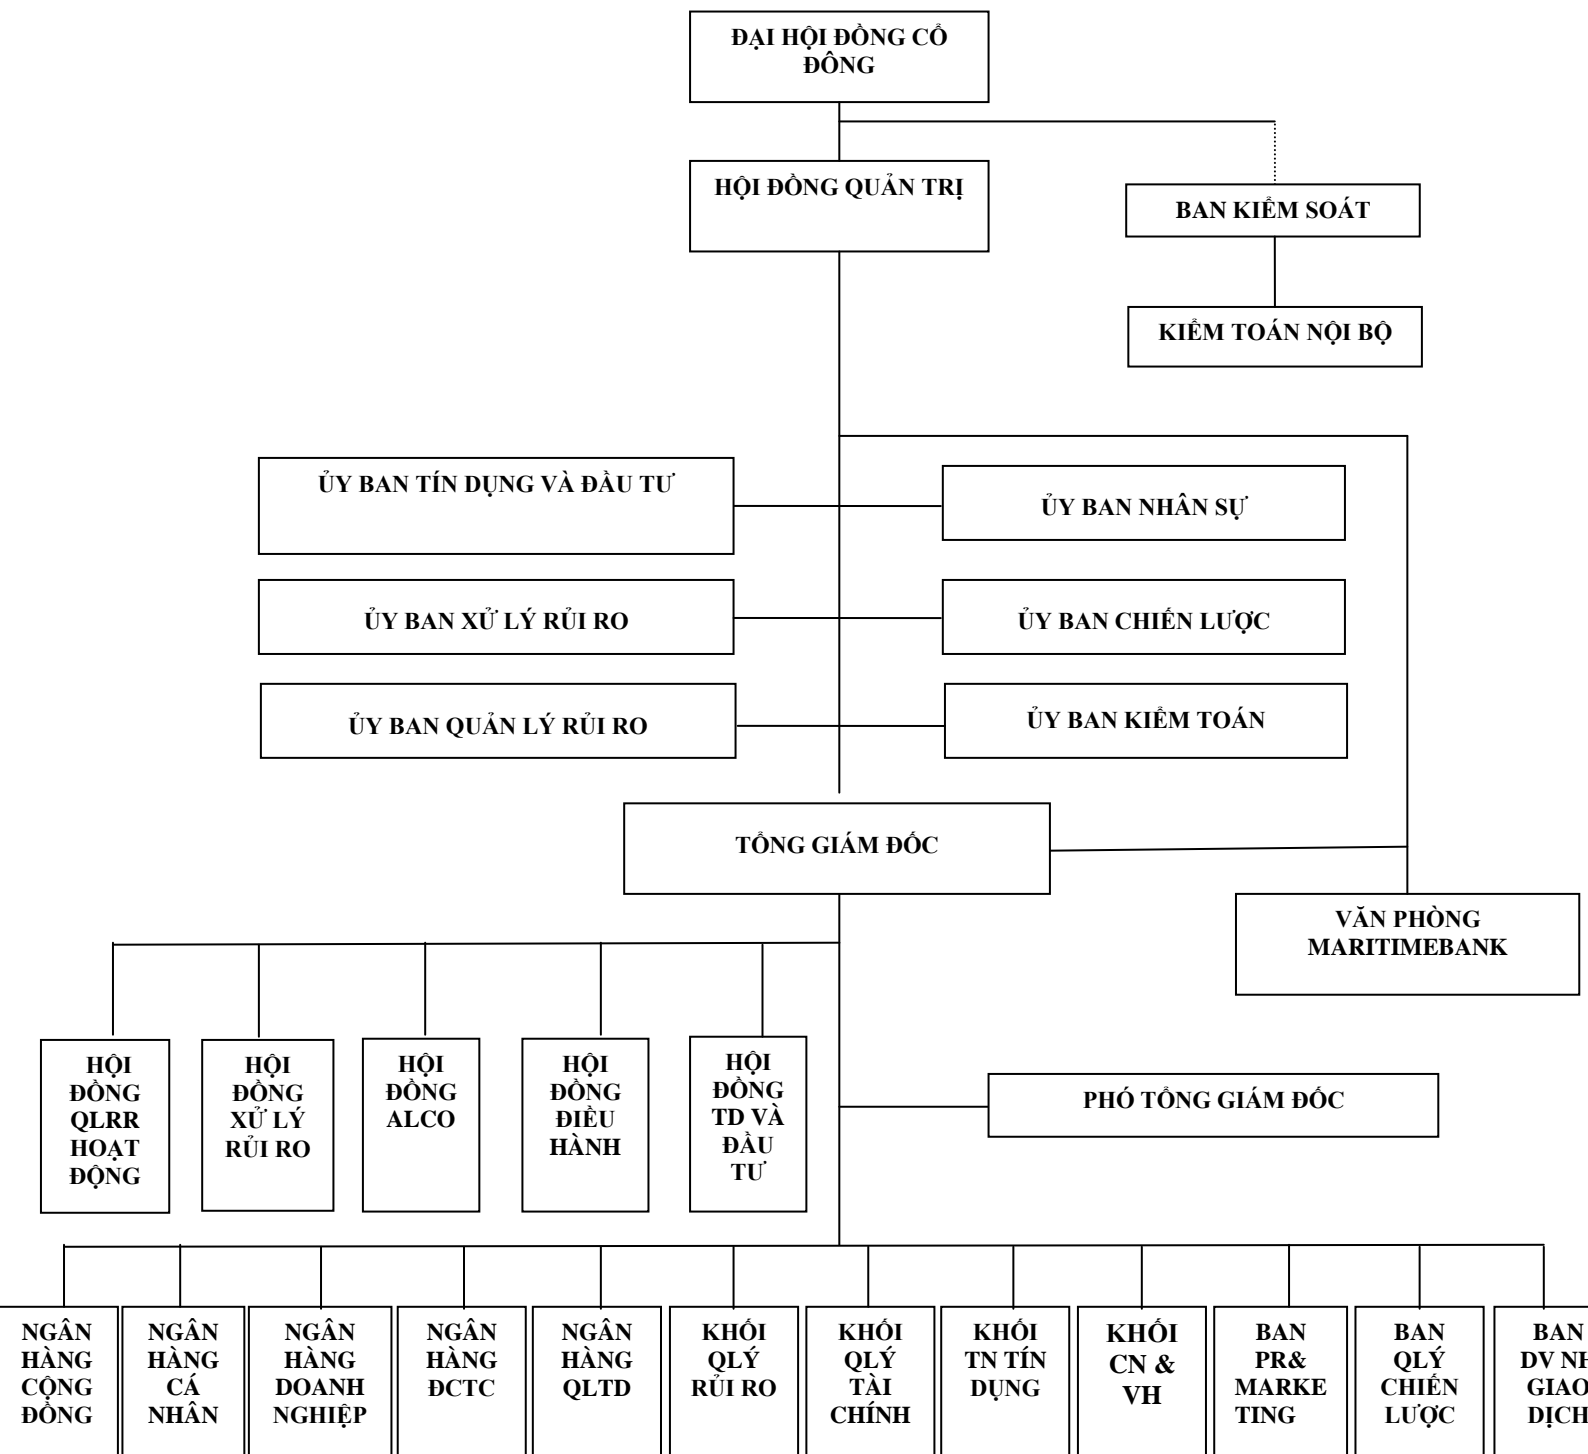 ĐẠI HỘI ĐỒNG CỔ
ĐÔNG
HỘI ĐỒNG QUẢN TRỊ
BAN KIỂM SOÁT
KIỂM TOÁN NỘI BỘ
ỦY BAN TÍN DỤNG VÀ ĐẦU TƯ
ỦY BAN NHÂN SỰ
ỦY BAN XỬ LÝ RỦI RO
ỦY BAN CHIẾN LƯỢC
ỦY BAN QUẢN LÝ RỦI RO
ỦY BAN KIỂM TOÁN
TỔNG GIÁM ĐỐC
VĂN PHÒNG
MARITIMEBANK
HỘI
ĐỒNG
QLRR
HOẠT
ĐỘNG
HỘI
ĐỒNG
XỬ LÝ
RỦI RO
HỘI
ĐỒNG
ALCO
HỘI
ĐỒNG
ĐIỀU
HÀNH
HỘI
ĐỒNG
TD VÀ
ĐẦU
TƯ
PHÓ TỔNG GIÁM ĐỐC
NGÂN
HÀNG
CỘNG
ĐỒNG
NGÂN
HÀNG
CÁ
NHÂN
NGÂN
HÀNG
DOANH
NGHIỆP
NGÂN
HÀNG
ĐCTC
NGÂN
HÀNG
QLTD
KHỐI
QLÝ
RỦI RO
KHỐI
QLÝ
TÀI
CHÍNH
KHỐI
TN TÍN
DỤNG
KHỐI
CN &
VH
BAN
PR&
MARKE
TING
BAN
QLÝ
CHIẾN
LƯỢC
BAN
DV NH
GIAO
DỊCH